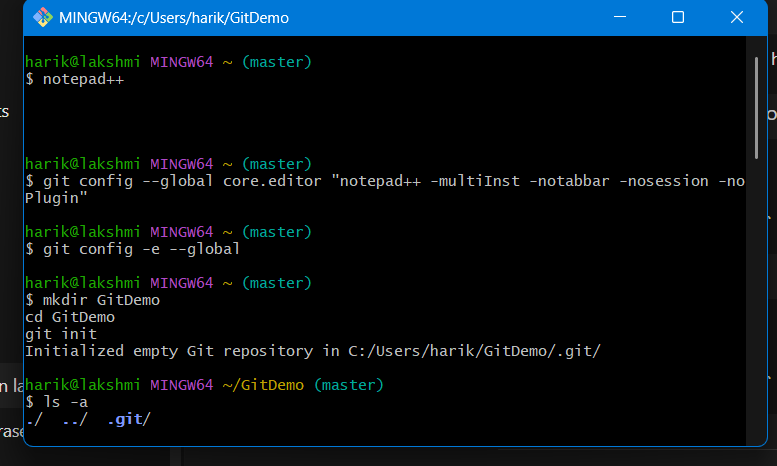 MINGW64:/c/Users/harik/GitDemo
harik@lakshmi MINGW64 ~ (master)
$ notepad++
harik@lakshmi MINGW64 ~ (master)
$ git config --global core.editor "notepad++ -multiInst -notabbar -nosession -no
Plugin"
harik@lakshmi MINGW64 ~ (master)
$ git config -e --global
harik@lakshmi MINGW64 ~ (master)
$ mkdir GitDemo
cd GitDemo
git init
Initialized empty Git repository in C:/Users/harik/GitDemo/.git/
harik@lakshmi MINGW64 ~/GitDemo (master)
$ ls -a
./ ../ .git/